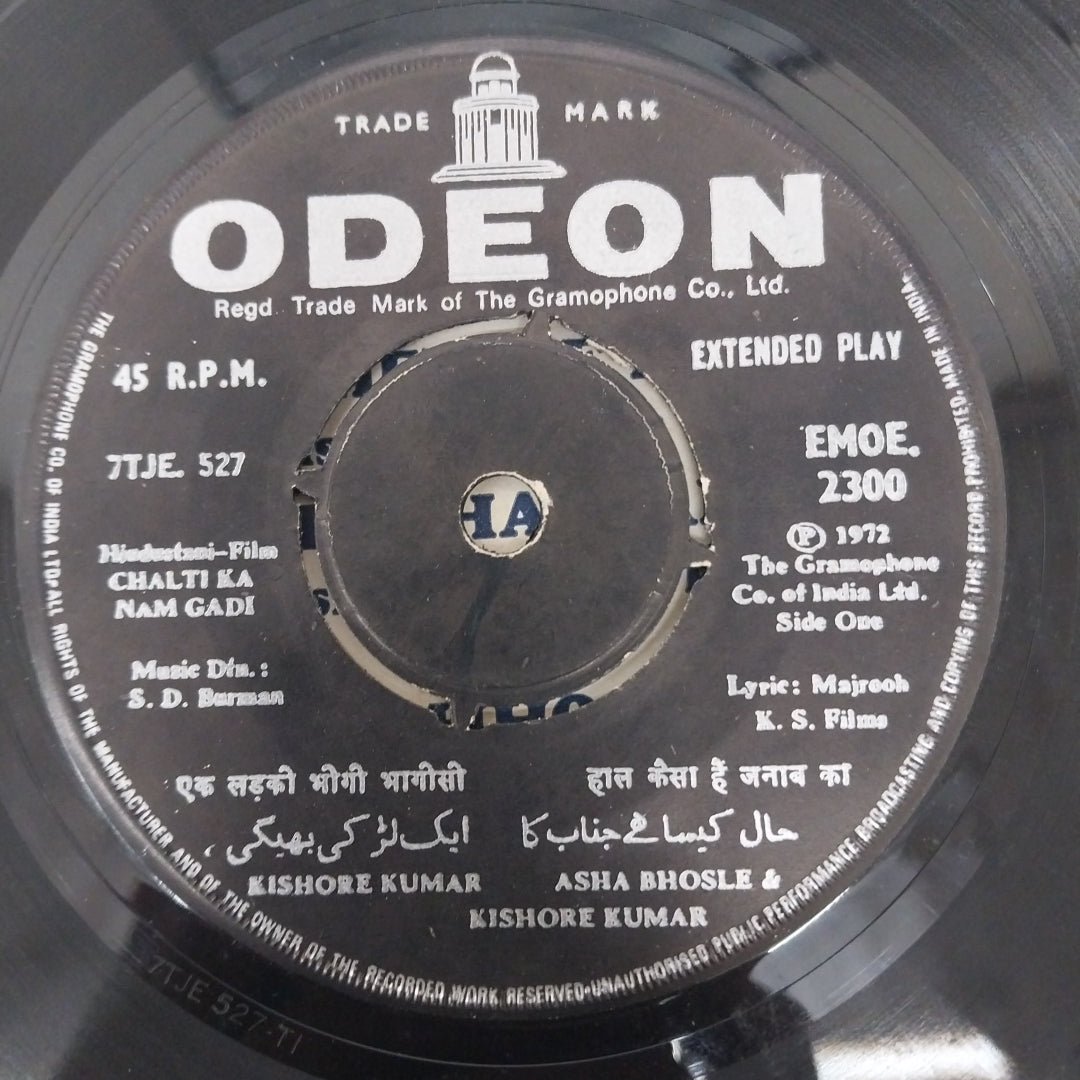 TRADE MARK
ODEON
Regd. Trade Mark of The Gramophone Co., Ltd.
45 R.P.M.
EXTENDED PLAY
7TJE. 527
EMOE.
2300
Ⓟ 1972
The Gramophone
Co. of India Ltd.
Side One
Hindustani-Film
CHALTI KA
NAM GADI
Music Din.:
S. D. Burman
Lyric: Majrooh
K. S. Films
एक लड़की भीगी भागीसी
हाल कैसा हैं जनाब का
ایک لڑکی بھیگی
حال کیسا ہے جناب کا
KISHORE KUMAR
ASHA BHOSLE &
KISHORE KUMAR
THE GRAMOPHONE CO. OF INDIA LTD-ALL RIGHTS OF THE MANUFACTURER AND OF THE OWNER OF THE RECORDED WORK RESERVED-UNAUTHORISED PUBLIC PERFORMANCE BROADCASTING AND COPYING OF THIS RECORD PROHIBITED. MADE IN INDIA
7TJE 527-T1
HA